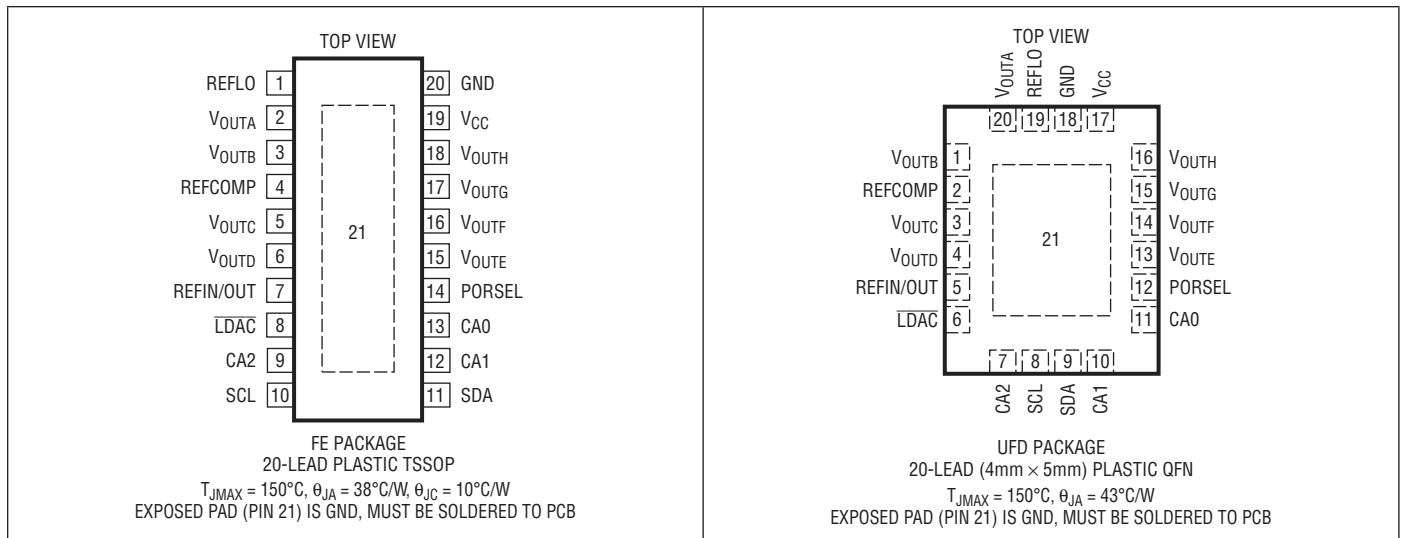 TOP VIEW
REFLO 1
VOUTA 2
VOUTB 3
REFCOMP 4
VOUTC 5
VOUTD 6
REFIN/OUT 7
LDAC 8
CA2 9
SCL 10
20 GND
19 VCC
18 VOUTH
17 VOUTG
16 VOUTF
15 VOUTE
14 PORSEL
13 CA0
12 CA1
11 SDA
21
FE PACKAGE
20-LEAD PLASTIC TSSOP
TJMAX = 150°C, θJA = 38°C/W, θJC = 10°C/W
EXPOSED PAD (PIN 21) IS GND, MUST BE SOLDERED TO PCB
TOP VIEW
VOUTA REFLO GND VCC
20 19 18 17
VOUTB 1
REFCOMP 2
VOUTC 3
VOUTD 4
REFIN/OUT 5
LDAC 6
16 VOUTH
15 VOUTG
14 VOUTF
13 VOUTE
12 PORSEL
11 CA0
21
7 8 9 10
CA2 SCL SDA CA1
UFD PACKAGE
20-LEAD (4mm × 5mm) PLASTIC QFN
TJMAX = 150°C, θJA = 43°C/W
EXPOSED PAD (PIN 21) IS GND, MUST BE SOLDERED TO PCB